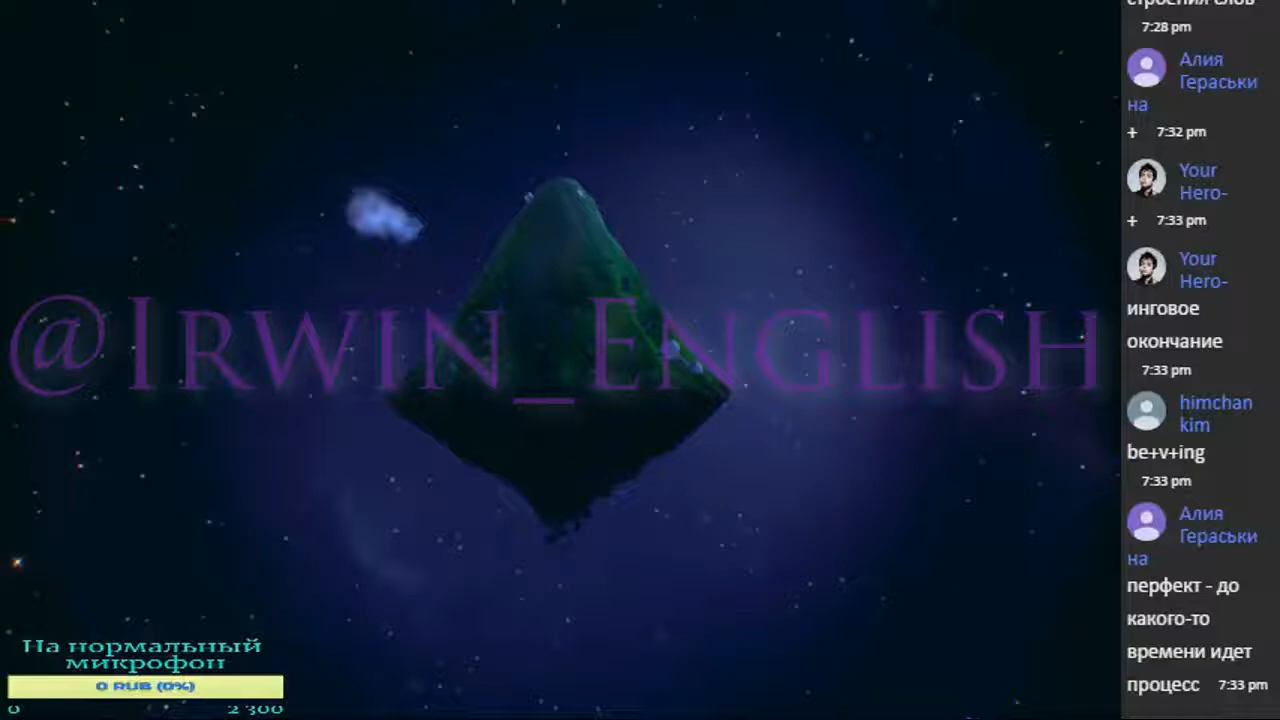 строения слов
7:28 pm
Алия
Гераськи
на
+ 7:32 pm
Your
Hero-
+ 7:33 pm
Your
Hero-
инговое
окончание
7:33 pm
himchan
kim
be+v+ing
7:33 pm
Алия
Гераськи
на
перфект - до
какого-то
времени идет
процесс 7:33 pm
@Irwin_English
На нормальный
микрофон
0 RUB (0%)
0 2 300